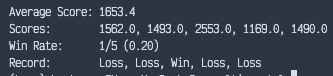 Average Score: 1653.4
Scores: 1562.0, 1493.0, 2553.0, 1169.0, 1490.0
Win Rate: 1/5 (0.20)
Record: Loss, Loss, Win, Loss, Loss